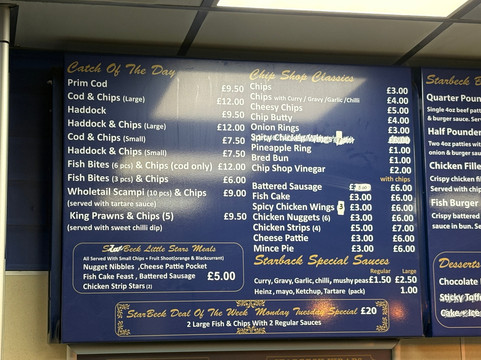 Catch Of The Day
Prim Cod £9.50
Cod & Chips (Large) £12.00
Haddock £9.50
Haddock & Chips (Large) £12.00
Cod & Chips (Small) £7.50
Haddock & Chips (Small) £7.50
Fish Bites (6 pcs) & Chips (cod only) £12.00
Fish Bites (3 pcs) & Chips £6.00
Wholetail Scampi (10 pcs) & Chips £9.00
(served with tartare sauce)
King Prawns & Chips (5) £9.50
(served with sweet chilli dip)
Beck Little Stars Meals
All Served With Small Chips + Fruit Shoot(orange & Blackcurrant)
Nugget Nibbles ,Cheese Pattie Pocket
Fish Cake Feast , Battered Sausage £5.00
Chicken Strip Stars (2)
Chip Shop Classics
Chips £3.00
Chips with Curry / Gravy /Garlic /Chilli £4.00
Cheesy Chips £5.00
Chip Butty £4.00
Onion Rings £3.00
Pineapple Ring
Bred Bun £1.00
Chip Shop Vinegar £2.00
with chips
Battered Sausage £6.00
Fish Cake £3.00 £6.00
Spicy Chicken Wings 3 £3.00 £6.00
Chicken Nuggets (6) £3.00 £6.00
Chicken Strips (4) £5.00 £7.00
Cheese Pattie £3.00 £6.00
Mince Pie £3.00 £6.00
Starback Special Sauces
Regular Large
Curry, Gravy, Garlic, chilli, mushy peas £1.50 £2.50
Heinz , mayo, Ketchup, Tartare (pack) 1.00
StarBeck Deal Of The Week Monday Tuesday Special £20
2 Large Fish & Chips With 2 Regular Sauces
Starbeck B
Quarter Poun
Single 4oz beef patt
& burger sauce. Serv
Half Pounder
Two 4oz patties wi
onion & burger sauc
Chicken Fille
Crispy chicken fil
Served with chip
Fish Burger
Crispy battered
sauce in bun. Se
Desserts
Chocolate
Sticky Toff
Cake + Ice